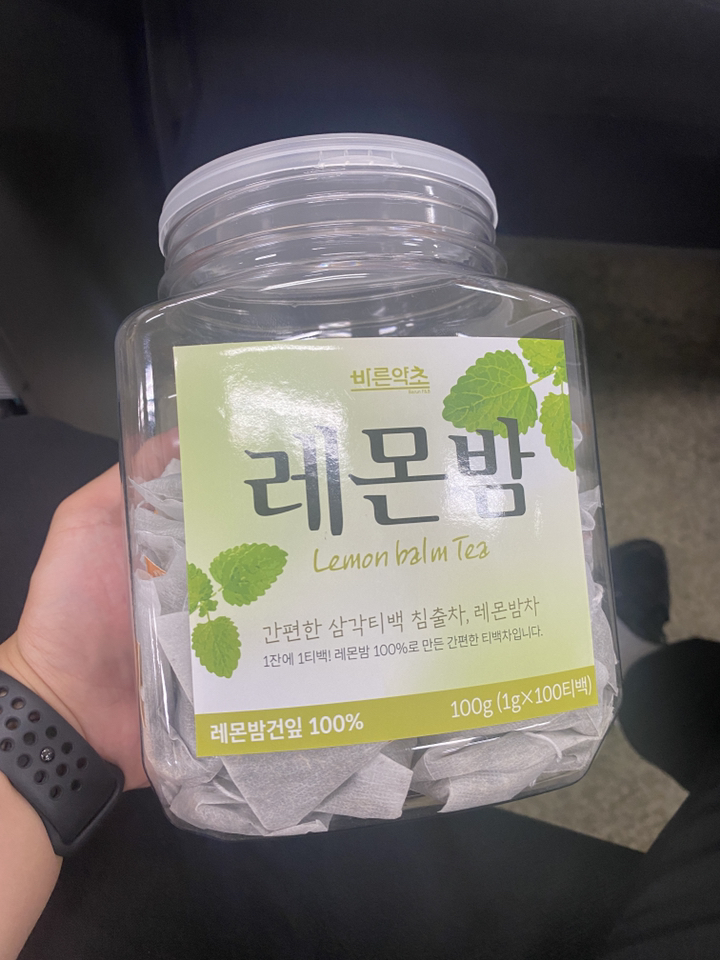 바른약초
레몬밤
Lemon balm Tea
간편한 삼각티백 침출차, 레몬밤차
1잔에 1티백! 레몬밤 100%로 만든 간편한 티백차입니다.
레몬밤건잎 100%
100g (1g×100티백)